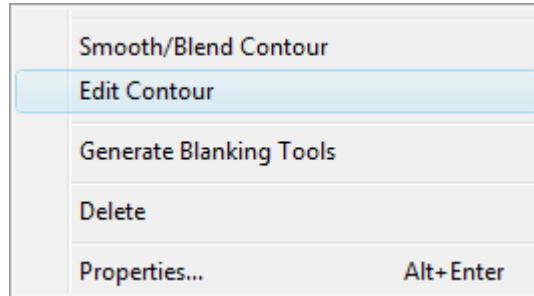 Smooth/Blend Contour
Edit Contour
Generate Blanking Tools
Delete
Properties... Alt+Enter